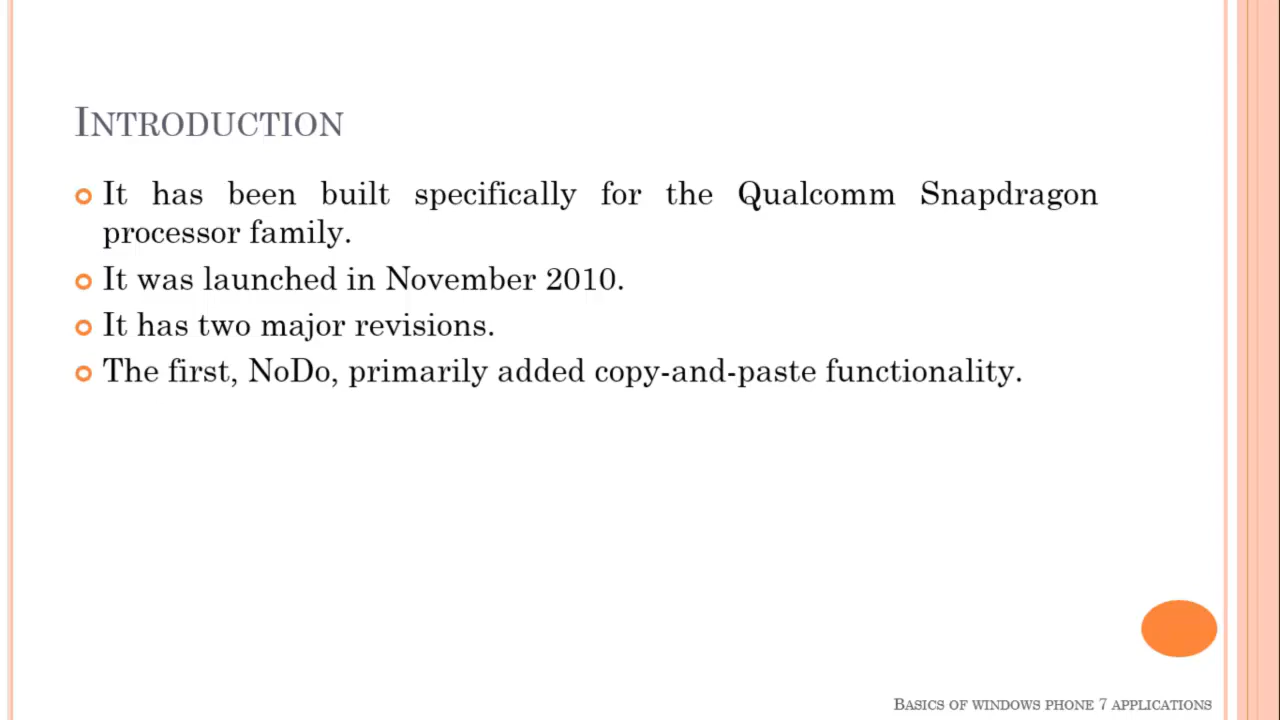 INTRODUCTION
It has been built specifically for the Qualcomm Snapdragon
processor family.
It was launched in November 2010.
It has two major revisions.
The first, NoDo, primarily added copy-and-paste functionality.
BASICS OF WINDOWS PHONE 7 APPLICATIONS